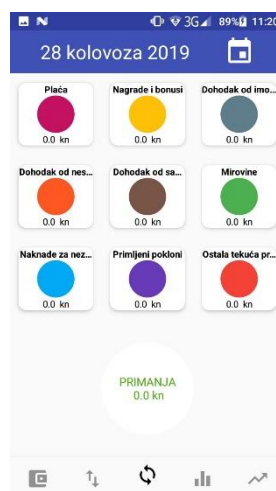 3G 89% 11:20
28 kolovoza 2019
Plaća Nagrade i bonusi Dohodak od imo...
0.0 kn 0.0 kn 0.0 kn
Dohodak od nes... Dohodak od sa... Mirovine
0.0 kn 0.0 kn 0.0 kn
Naknade za nez... Primljeni pokloni Ostala tekuća pr...
0.0 kn 0.0 kn 0.0 kn
PRIMANJA
0.0 kn